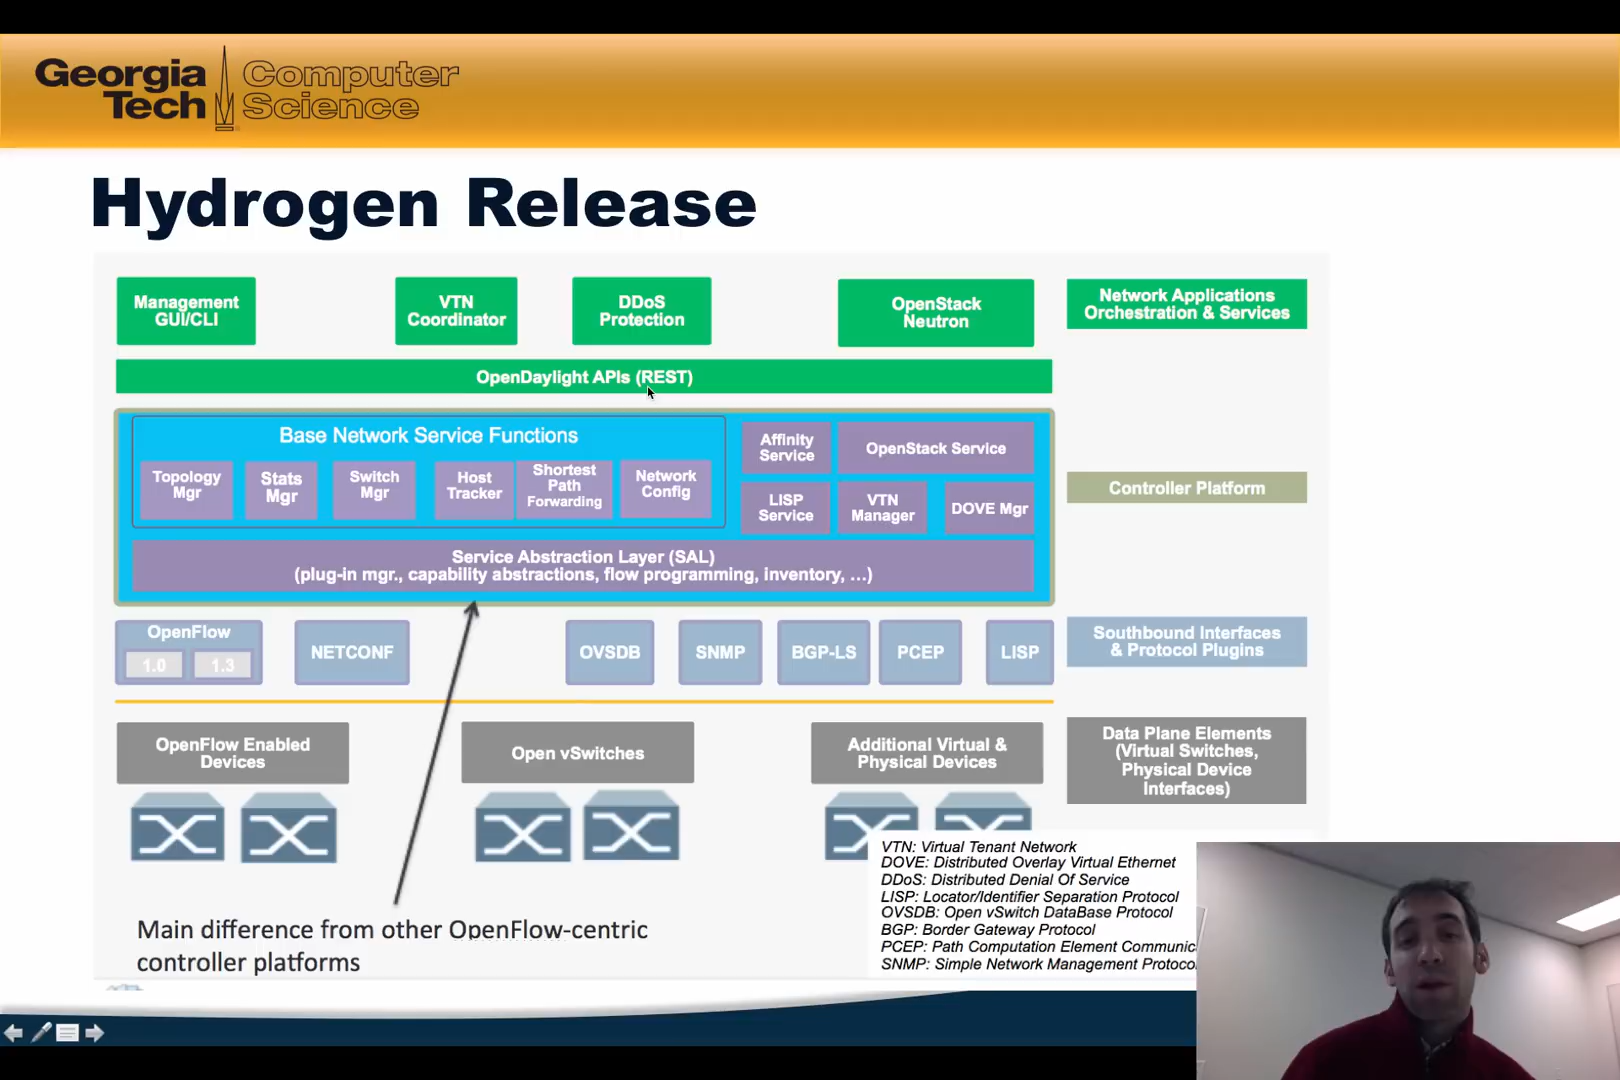 Georgia Tech
Computer Science
Hydrogen Release
Management
GUI/CLI
VTN
Coordinator
DDoS
Protection
OpenStack
Neutron
Network Applications
Orchestration & Services
OpenDaylight APIs (REST)
Base Network Service Functions
Topology
Mgr
Stats
Mgr
Switch
Mgr
Host
Tracker
Shortest
Path
Forwarding
Network
Config
Affinity
Service
OpenStack Service
LISP
Service
VTN
Manager
DOVE Mgr
Controller Platform
Service Abstraction Layer (SAL)
(plug-in mgr., capability abstractions, flow programming, inventory, …)
OpenFlow
1.0
1.3
NETCONF
OVSDB
SNMP
BGP-LS
PCEP
LISP
Southbound Interfaces
& Protocol Plugins
OpenFlow Enabled
Devices
Open vSwitches
Additional Virtual &
Physical Devices
Data Plane Elements
(Virtual Switches,
Physical Device
Interfaces)
VTN: Virtual Tenant Network
DOVE: Distributed Overlay Virtual Ethernet
DDoS: Distributed Denial Of Service
LISP: Locator/Identifier Separation Protocol
OVSDB: Open vSwitch DataBase Protocol
BGP: Border Gateway Protocol
PCEP: Path Computation Element Communic
SNMP: Simple Network Management Protoco
Main difference from other OpenFlow-centric
controller platforms